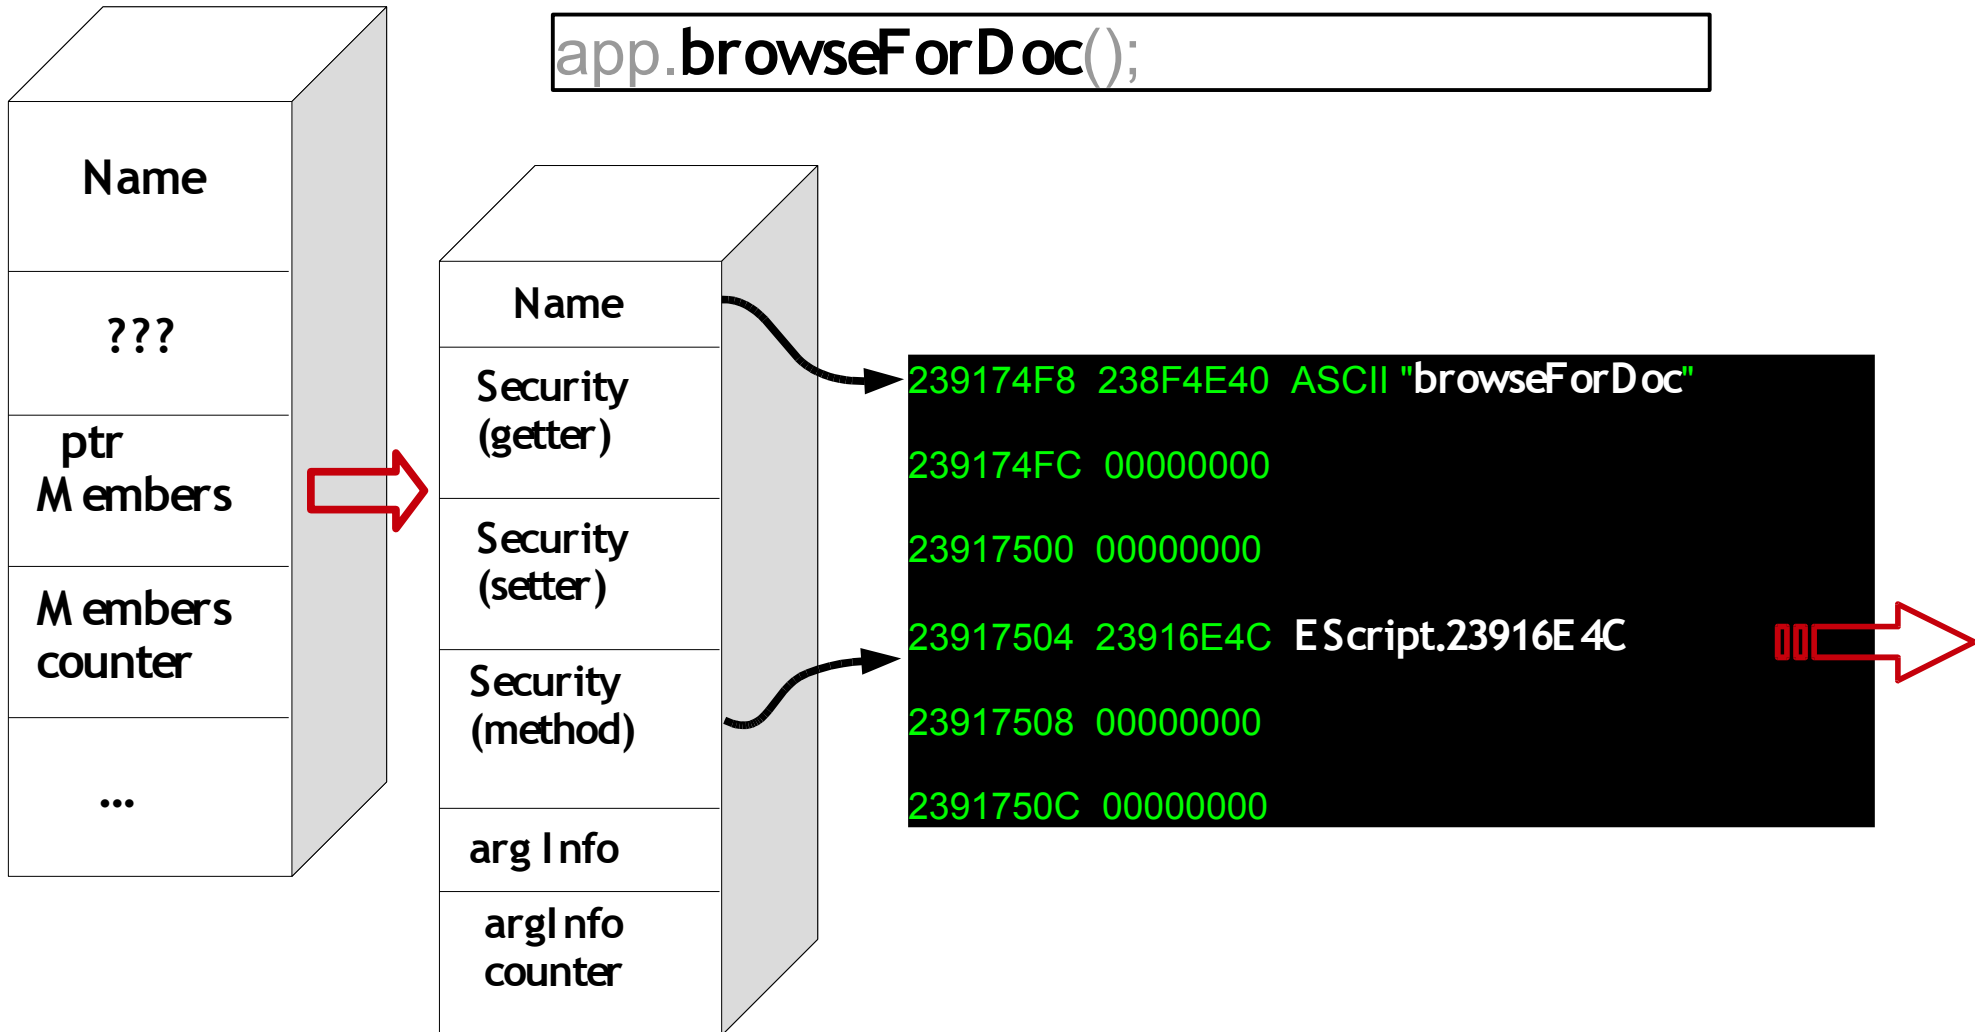 app.browseForDoc();
Name
???
ptr
Members
Members
counter
...
Name
Security
(getter)
Security
(setter)
Security
(method)
arg Info
argInfo
counter
239174F8 238F4E40 ASCII "browseForDoc"
239174FC 00000000
23917500 00000000
23917504 23916E4C EScript.23916E4C
23917508 00000000
2391750C 00000000